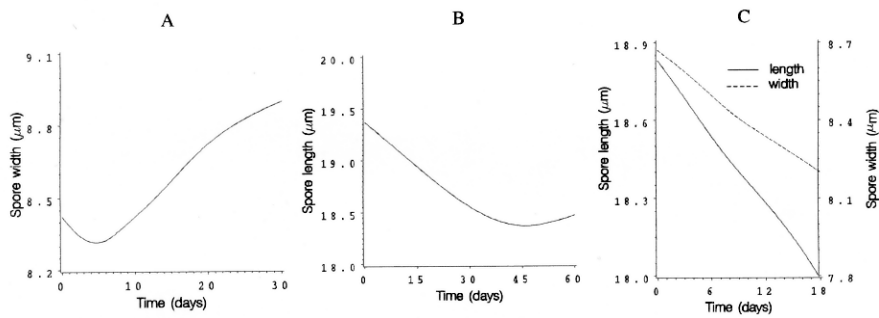 A
9.1
8.8
8.5
8.2
Spore width (μm)
0
10
20
30
Time (days)
B
20.0
19.5
19.0
18.5
18.0
Spore length (μm)
0
15
30
45
60
Time (days)
C
18.9
18.6
18.3
18.0
Spore length (μm)
length
width
8.7
8.4
8.1
7.8
Spore width (μm)
0
6
12
18
Time (days)